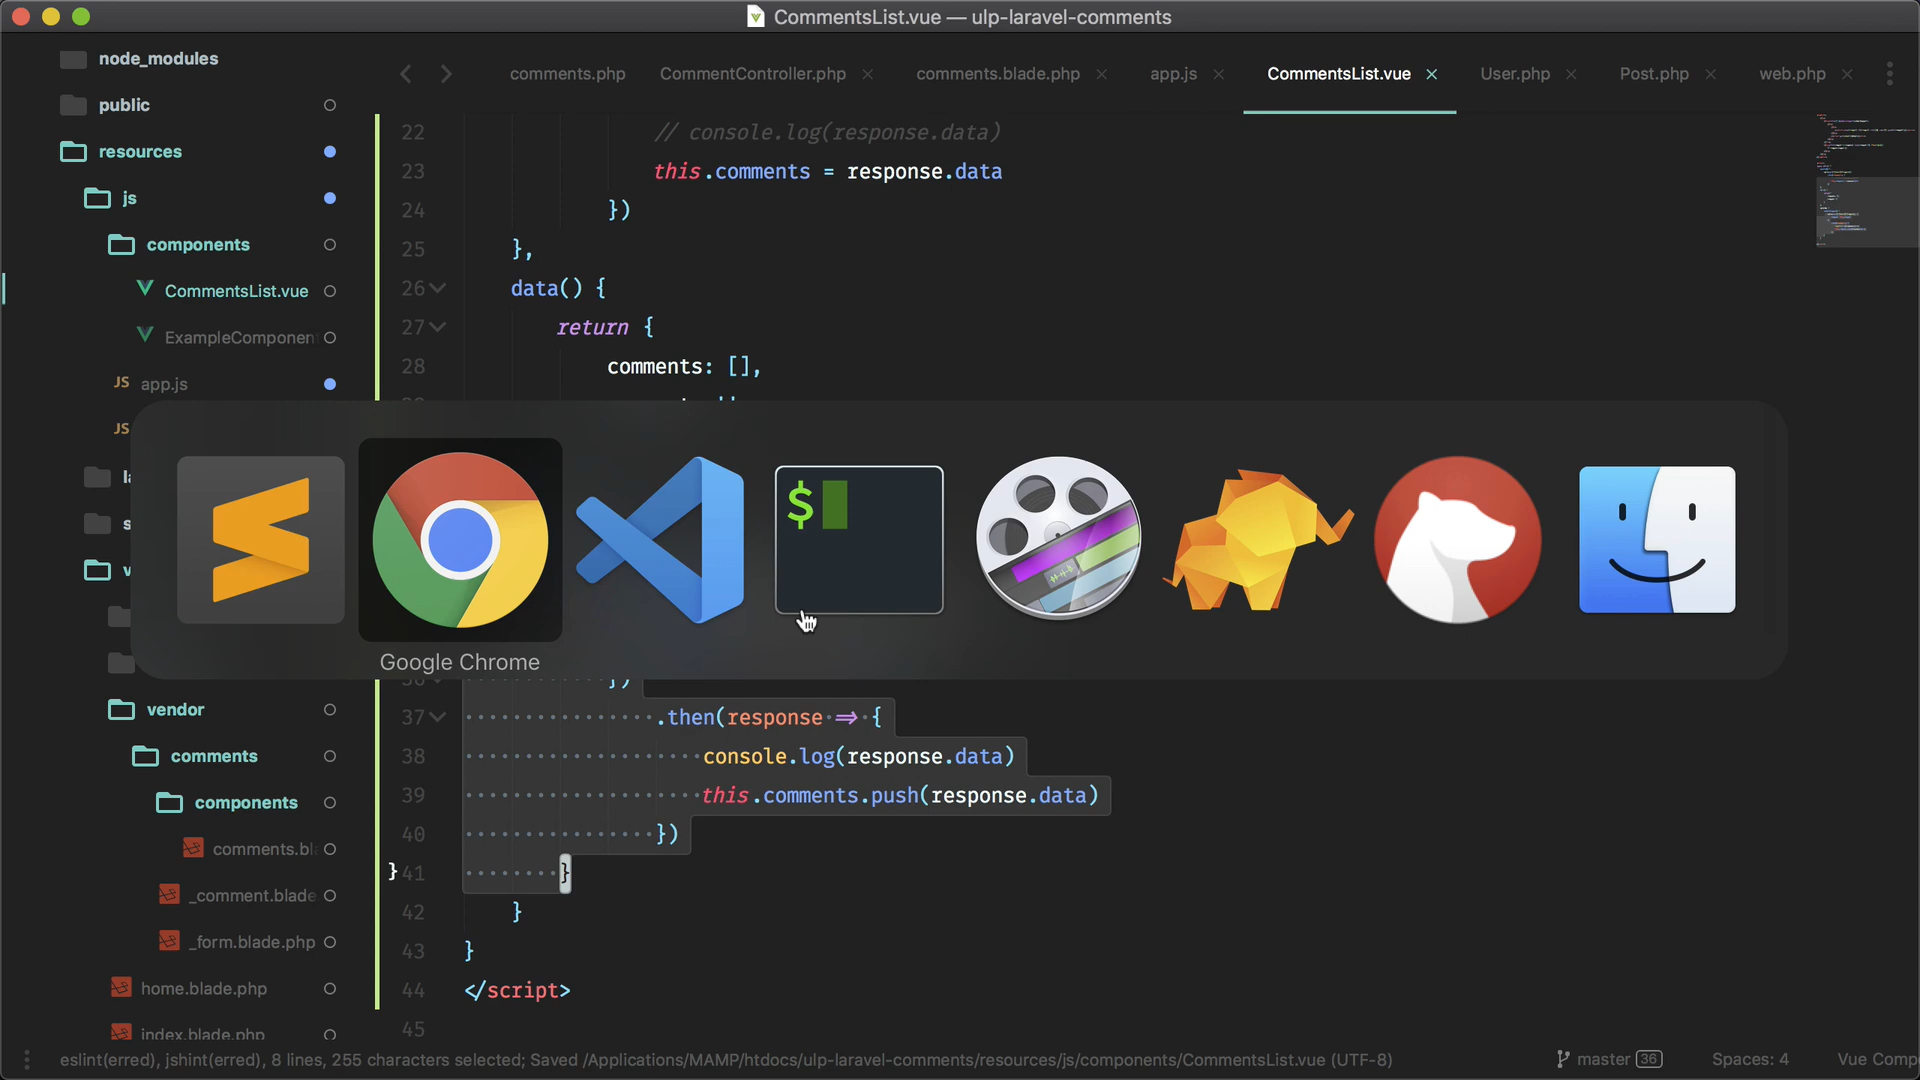 CommentsList.vue — ulp-laravel-comments
node_modules
public
resources
js
components
CommentsList.vue
ExampleComponen
JS app.js
JS
vendor
comments
components
comments.bl
_comment.blade
_form.blade.php
home.blade.php
index.blade.php
comments.php
CommentController.php
comments.blade.php
app.js
CommentsList.vue
User.php
Post.php
web.php
22 // console.log(response.data)
23 this.comments = response.data
24 })
25 },
26 data() {
27 return {
28 comments: [],
$
Google Chrome
})
37 .then(response => {
38 console.log(response.data)
39 this.comments.push(response.data)
40 })
} 41 }
42 }
43 }
44 </script>
45
eslint(erred), jshint(erred), 8 lines, 255 characters selected; Saved /Applications/MAMP/htdocs/ulp-laravel-comments/resources/js/components/CommentsList.vue (UTF-8)
master 36
Spaces: 4
Vue Comp